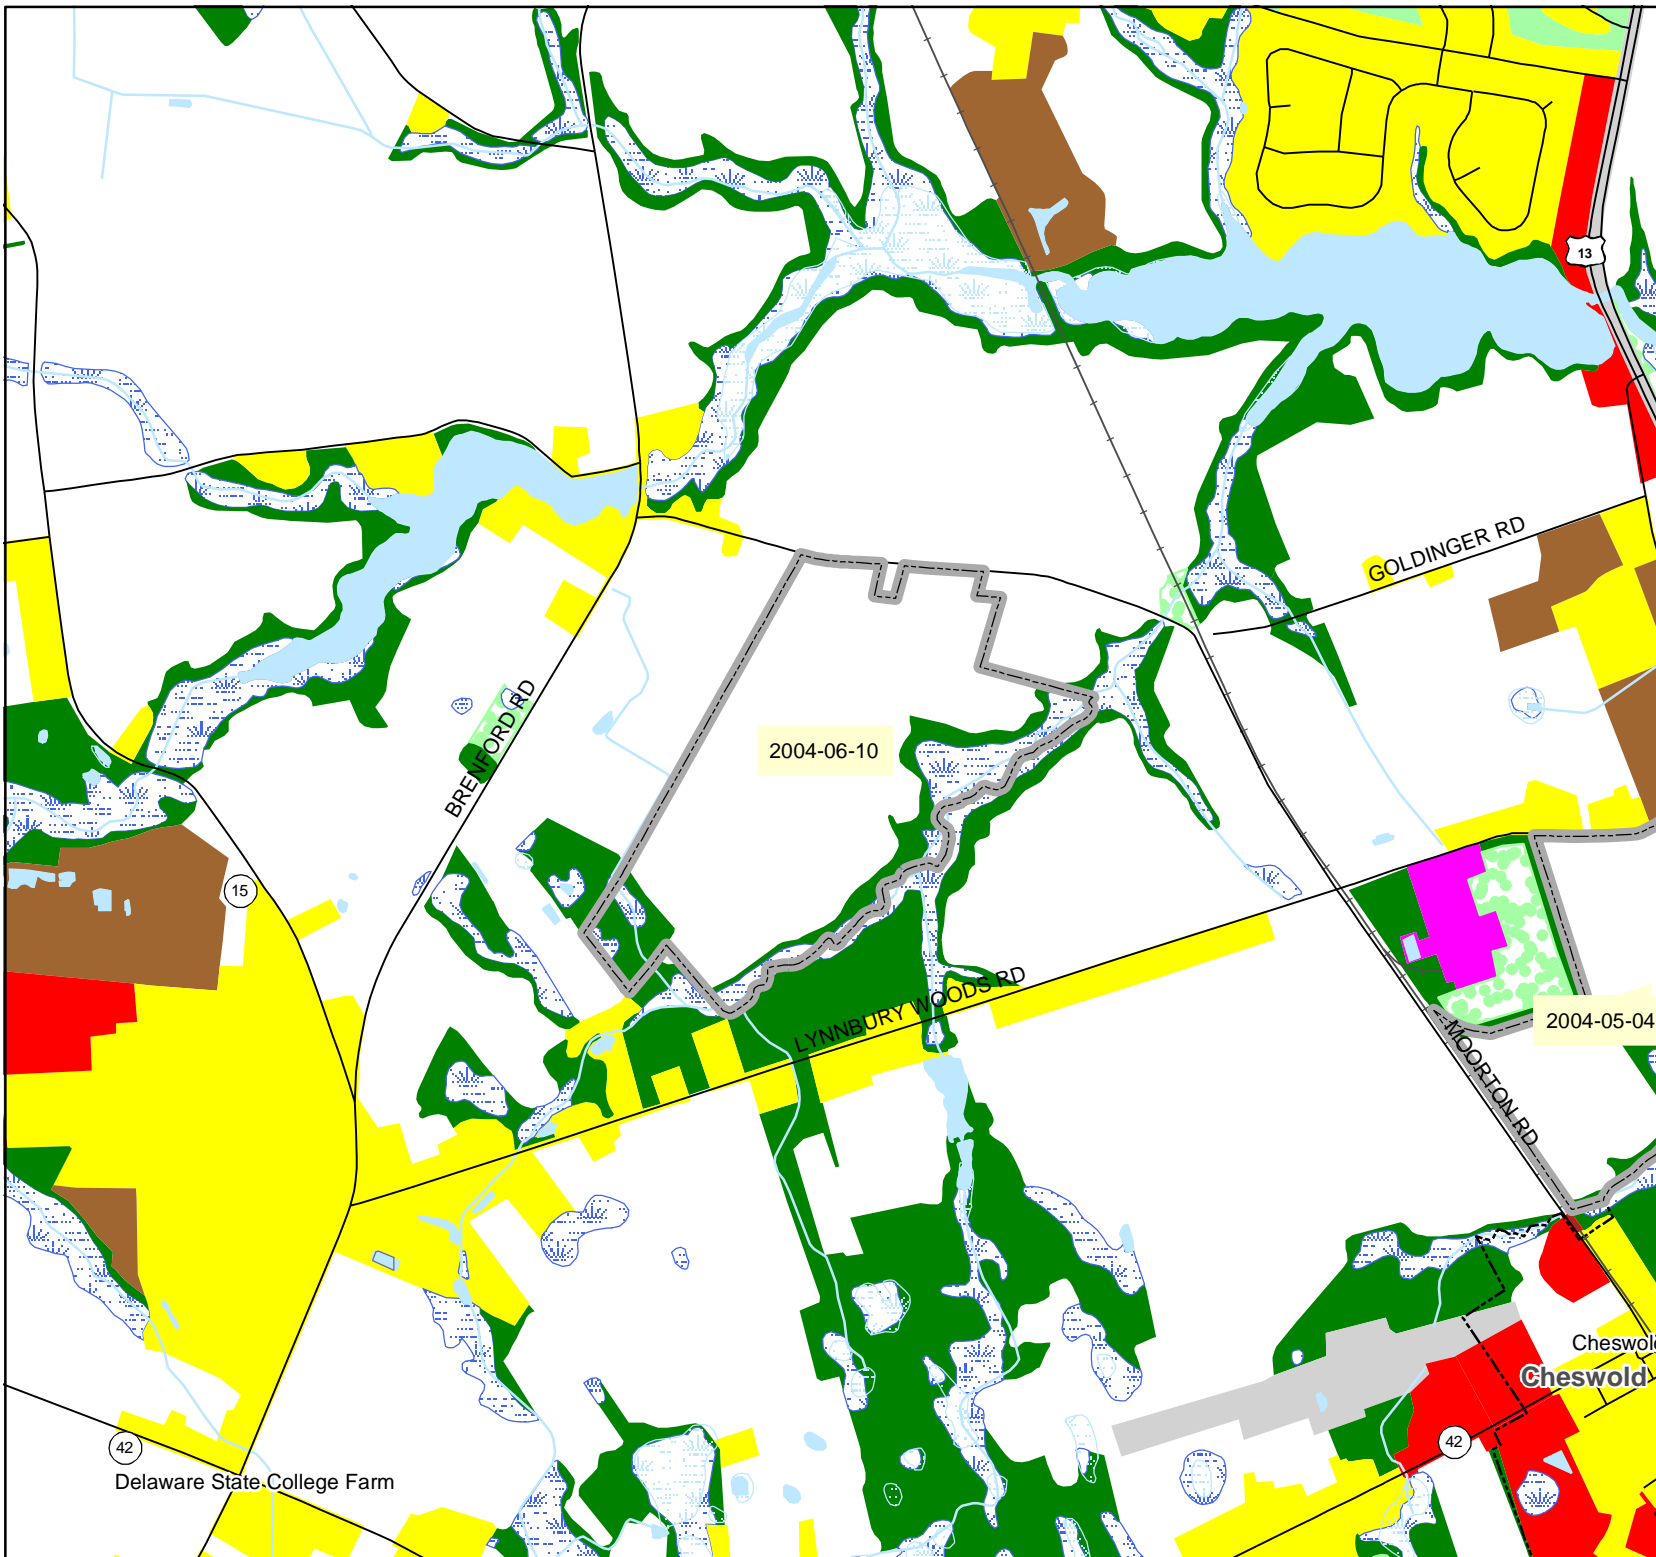 13
GOLDINGER RD
BRENFORD RD
2004-06-10
15
LYNNBURY WOODS RD
2004-05-04
MOORTON RD
Cheswold
42
42
Delaware State College Farm